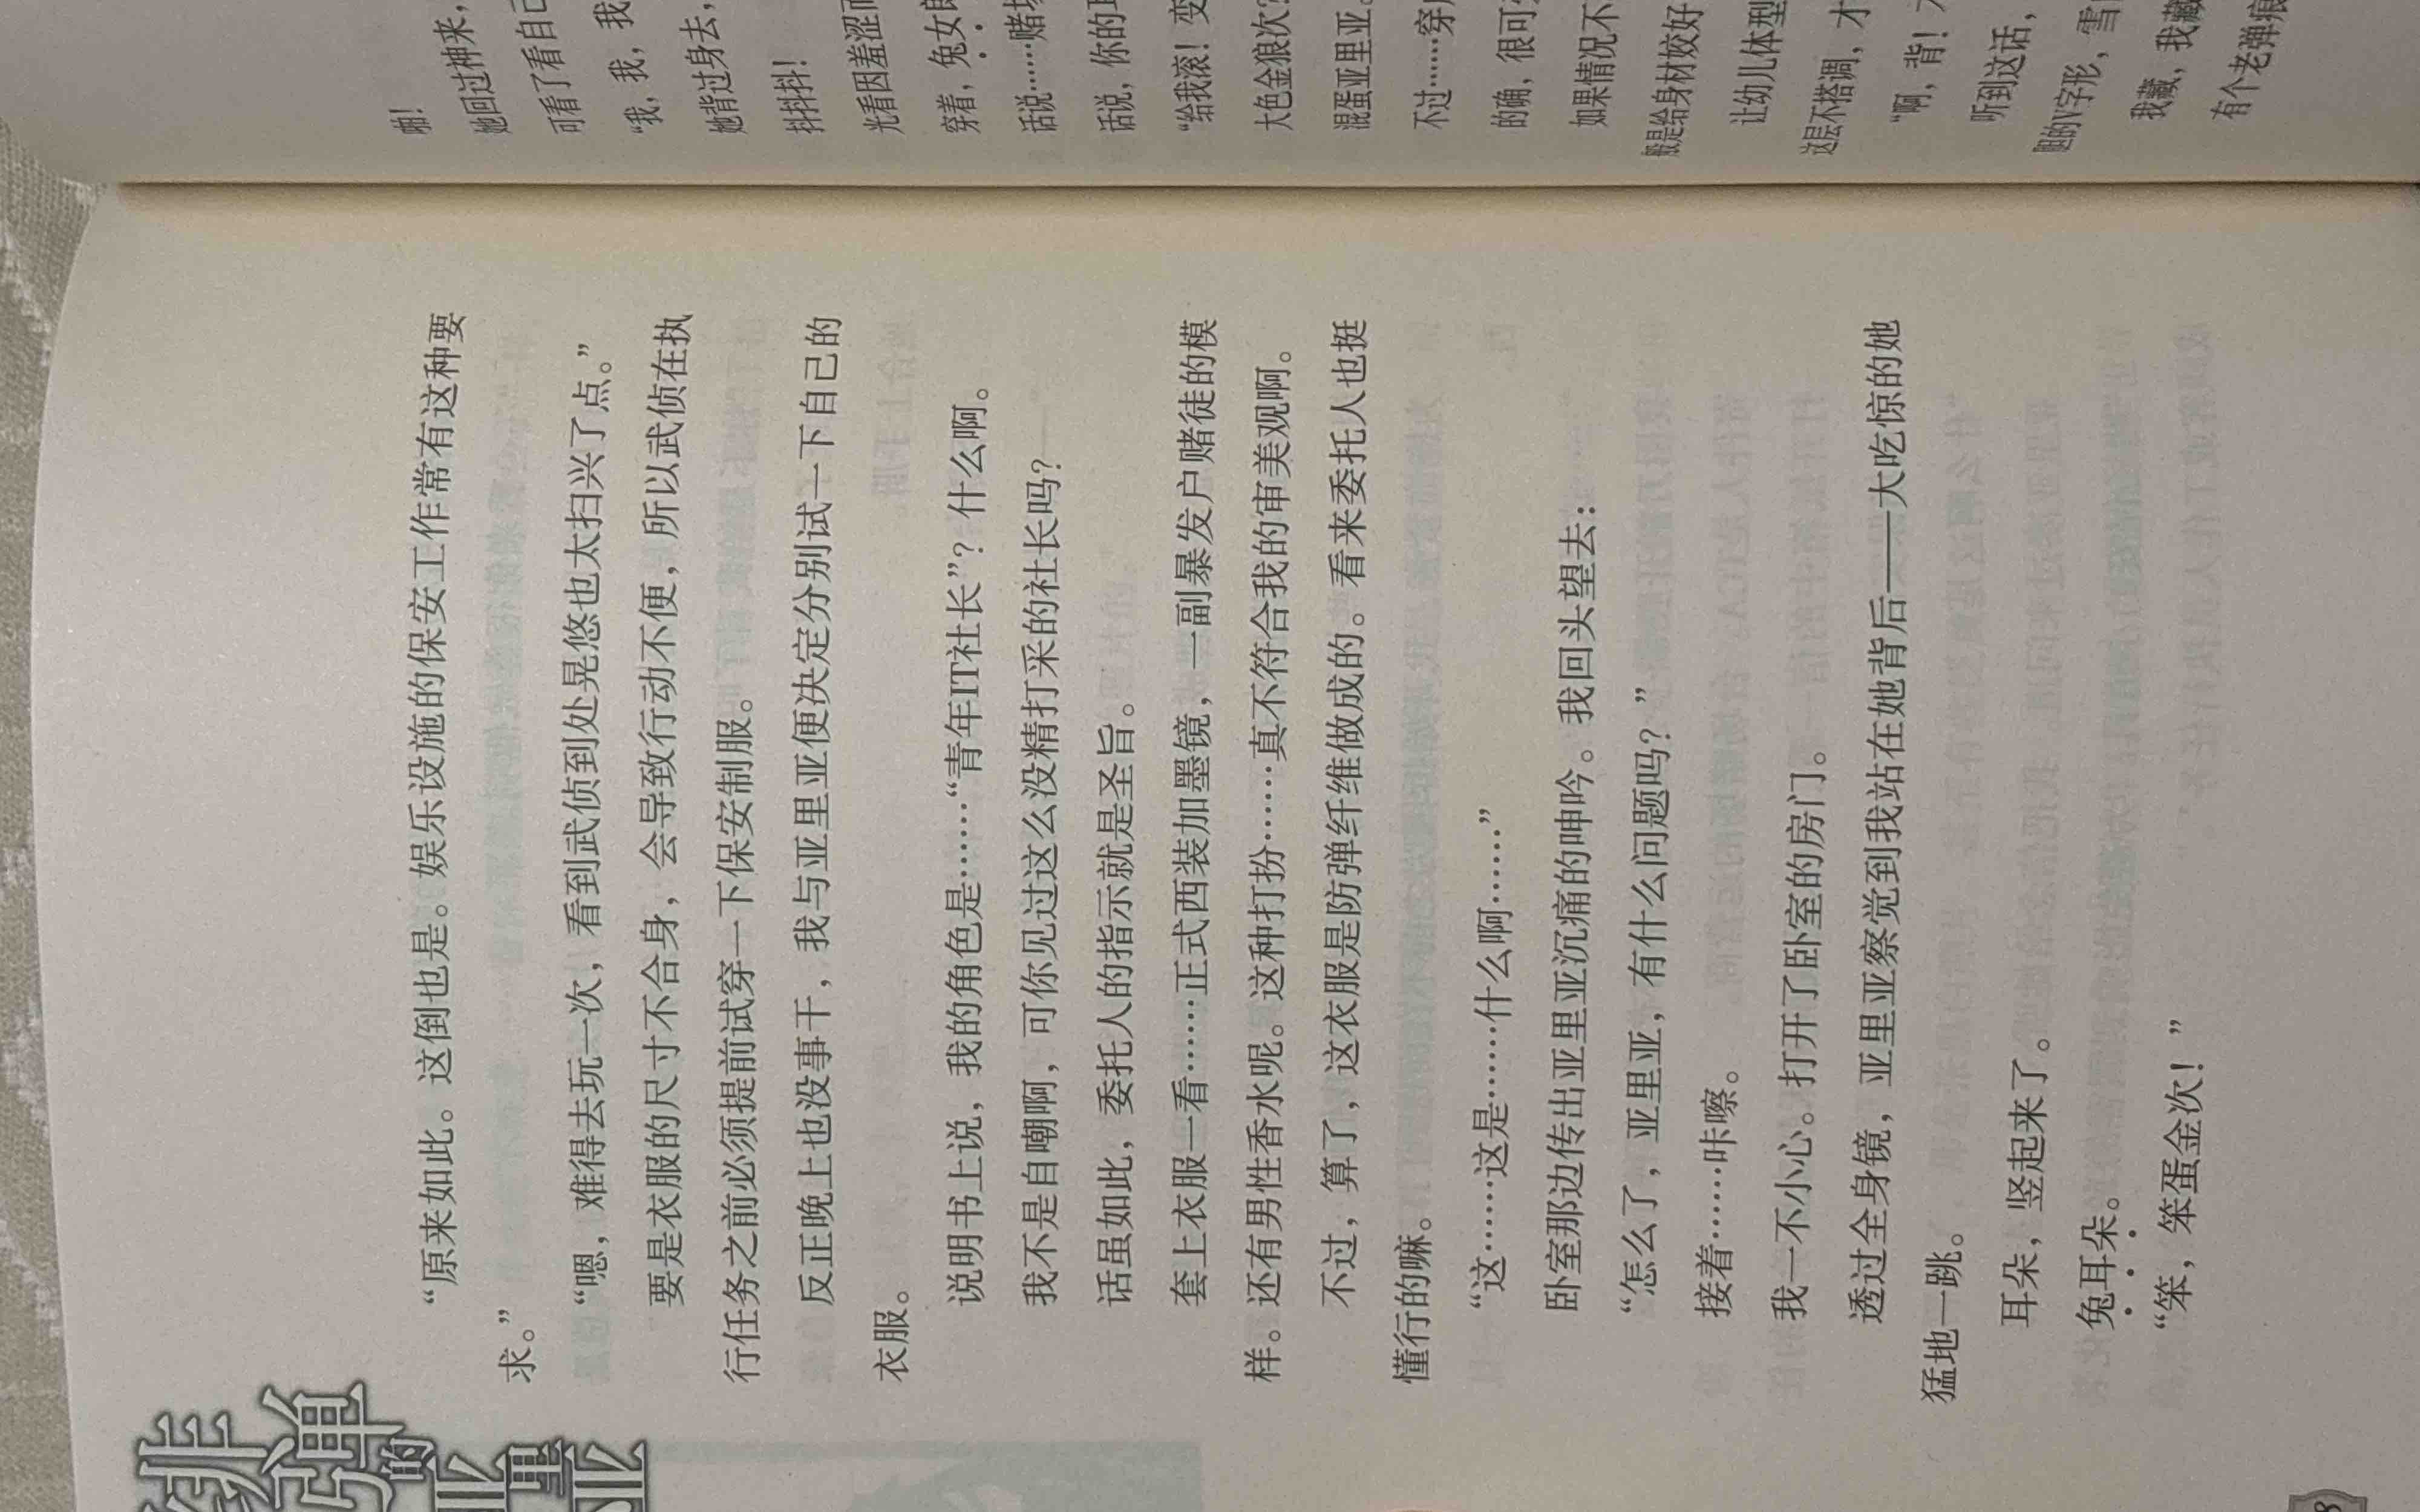 绯弹的亚里亚
“原来如此。这倒也是。娱乐设施的保安工作常有这种要
求。”
“嗯，难得去玩一次，看到武侦到处晃悠也太扫兴了点。”
要是衣服的尺寸不合身，会导致行动不便，所以武侦在执
行任务之前必须提前试穿一下保安制服。
反正晚上也没事干，我与亚里亚便决定分别试一下自己的
衣服。
说明书上说，我的角色是……“青年IT社长”？什么啊。
我不是自嘲啊，可你见过这么没精打采的社长吗？
话虽如此，委托人的指示就是圣旨。
套上衣服一看……正式西装加墨镜，一副暴发户赌徒的模
样。还有男性香水呢。这种打扮……真不符合我的审美观啊。
不过，算了，这衣服是防弹纤维做成的。看来委托人也挺
懂行的嘛。
“这……这是……什么啊……”
卧室那边传出亚里亚沉痛的呻吟。我回头望去：
“怎么了，亚里亚，有什么问题吗？”
接着……咔嚓。
我一不小心。打开了卧室的房门。
透过全身镜，亚里亚察觉到我站在她背后——大吃惊的她
猛地一跳。
耳朵，竖起来了。
兔耳朵。
“笨，笨蛋金次！”
8
啪！
她回过神来，
可看了看自己
“我，我，我
她背过身去，
抖抖抖！
光看因羞涩而
穿着，兔女郎
话说……赌场
话说，你的耳
“给我滚！变
大色金狼次？
混蛋亚里亚。
不过……穿
的确，很可
如果情况不
般是给身材姣好
让幼儿体型
这层不搭调，才
“啊，背！
听到这话，
胆的V字形，雪
我藏，我藏
有个老弹痕